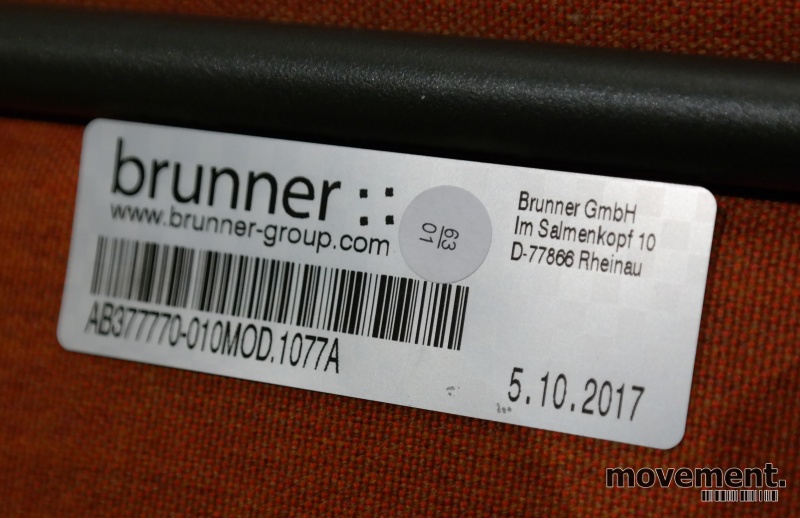 brunner ::
www.brunner-group.com
63
01
Brunner GmbH
Im Salmenkopf 10
D-77866 Rheinau
AB377770-010MOD.1077A
5.10.2017
movement.